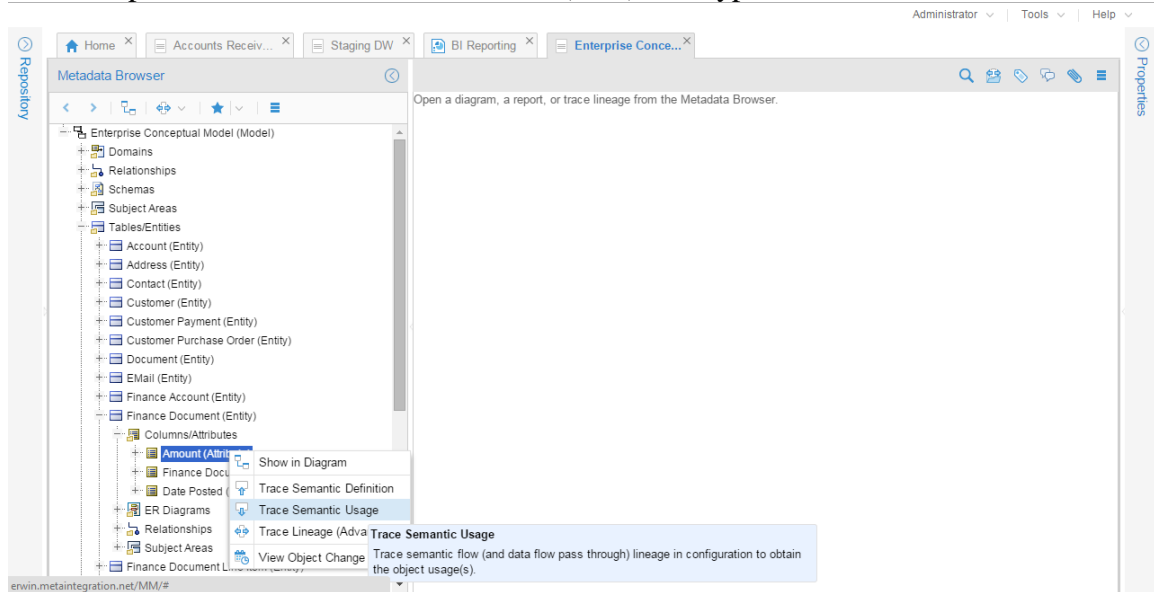 Administrator Tools Help
Home Accounts Receiv... Staging DW BI Reporting Enterprise Conce...
Repository
Metadata Browser
Properties
Open a diagram, a report, or trace lineage from the Metadata Browser.
Enterprise Conceptual Model (Model)
Domains
Relationships
Schemas
Subject Areas
Tables/Entities
Account (Entity)
Address (Entity)
Contact (Entity)
Customer (Entity)
Customer Payment (Entity)
Customer Purchase Order (Entity)
Document (Entity)
EMail (Entity)
Finance Account (Entity)
Finance Document (Entity)
Columns/Attributes
Amount (Attrib
Show in Diagram
Finance Docu
Trace Semantic Definition
Date Posted (
Trace Semantic Usage
ER Diagrams
Relationships
Trace Lineage (Adva
Trace Semantic Usage
Trace semantic flow (and data flow pass through) lineage in configuration to obtain
the object usage(s).
Subject Areas
View Object Change
Finance Document
erwin.metaintegration.net/MM/#